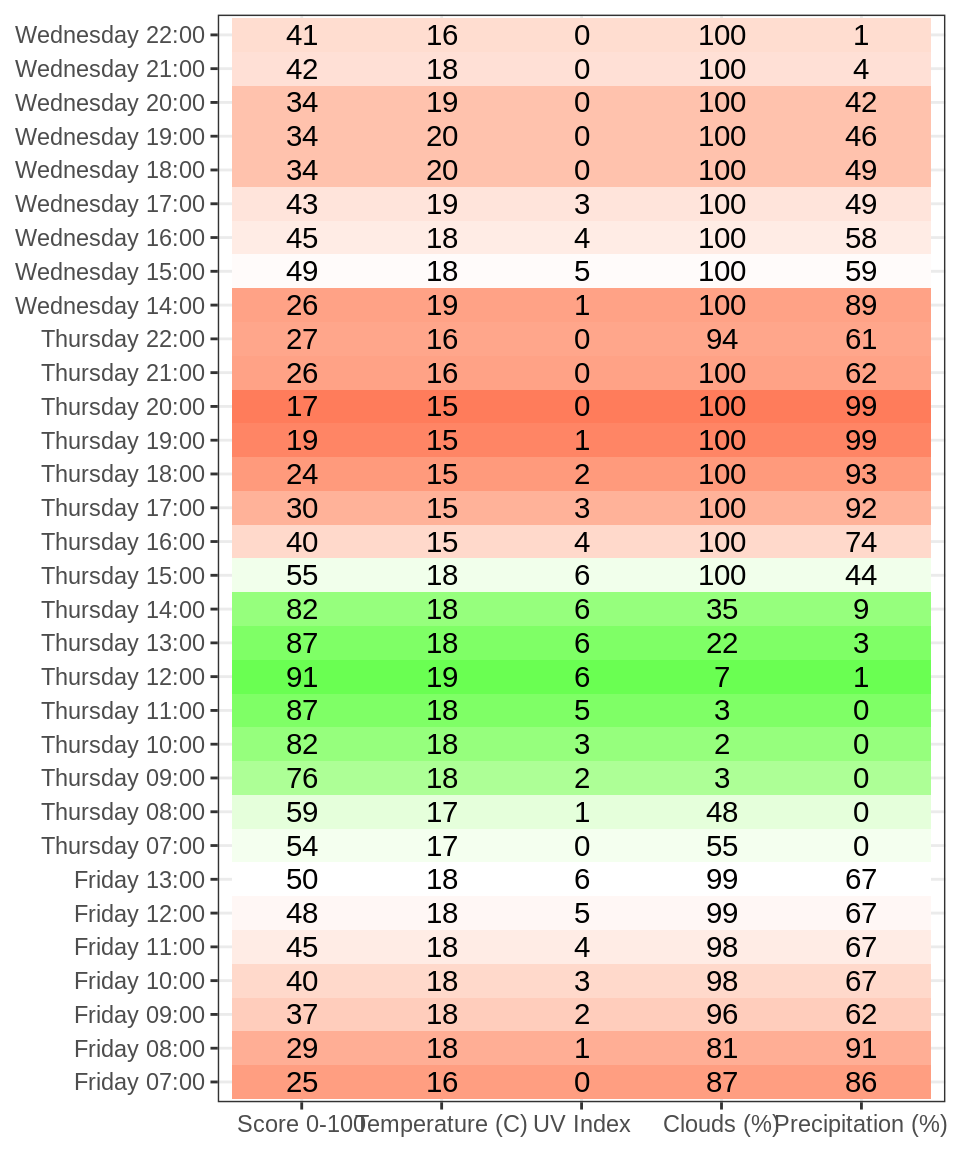 Wednesday 22:00 41 16 0 100 1
Wednesday 21:00 42 18 0 100 4
Wednesday 20:00 34 19 0 100 42
Wednesday 19:00 34 20 0 100 46
Wednesday 18:00 34 20 0 100 49
Wednesday 17:00 43 19 3 100 49
Wednesday 16:00 45 18 4 100 58
Wednesday 15:00 49 18 5 100 59
Wednesday 14:00 26 19 1 100 89
Thursday 22:00 27 16 0 94 61
Thursday 21:00 26 16 0 100 62
Thursday 20:00 17 15 0 100 99
Thursday 19:00 19 15 1 100 99
Thursday 18:00 24 15 2 100 93
Thursday 17:00 30 15 3 100 92
Thursday 16:00 40 15 4 100 74
Thursday 15:00 55 18 6 100 44
Thursday 14:00 82 18 6 35 9
Thursday 13:00 87 18 6 22 3
Thursday 12:00 91 19 6 7 1
Thursday 11:00 87 18 5 3 0
Thursday 10:00 82 18 3 2 0
Thursday 09:00 76 18 2 3 0
Thursday 08:00 59 17 1 48 0
Thursday 07:00 54 17 0 55 0
Friday 13:00 50 18 6 99 67
Friday 12:00 48 18 5 99 67
Friday 11:00 45 18 4 98 67
Friday 10:00 40 18 3 98 67
Friday 09:00 37 18 2 96 62
Friday 08:00 29 18 1 81 91
Friday 07:00 25 16 0 87 86
Score 0-100 Temperature (C) UV Index Clouds (%) Precipitation (%)